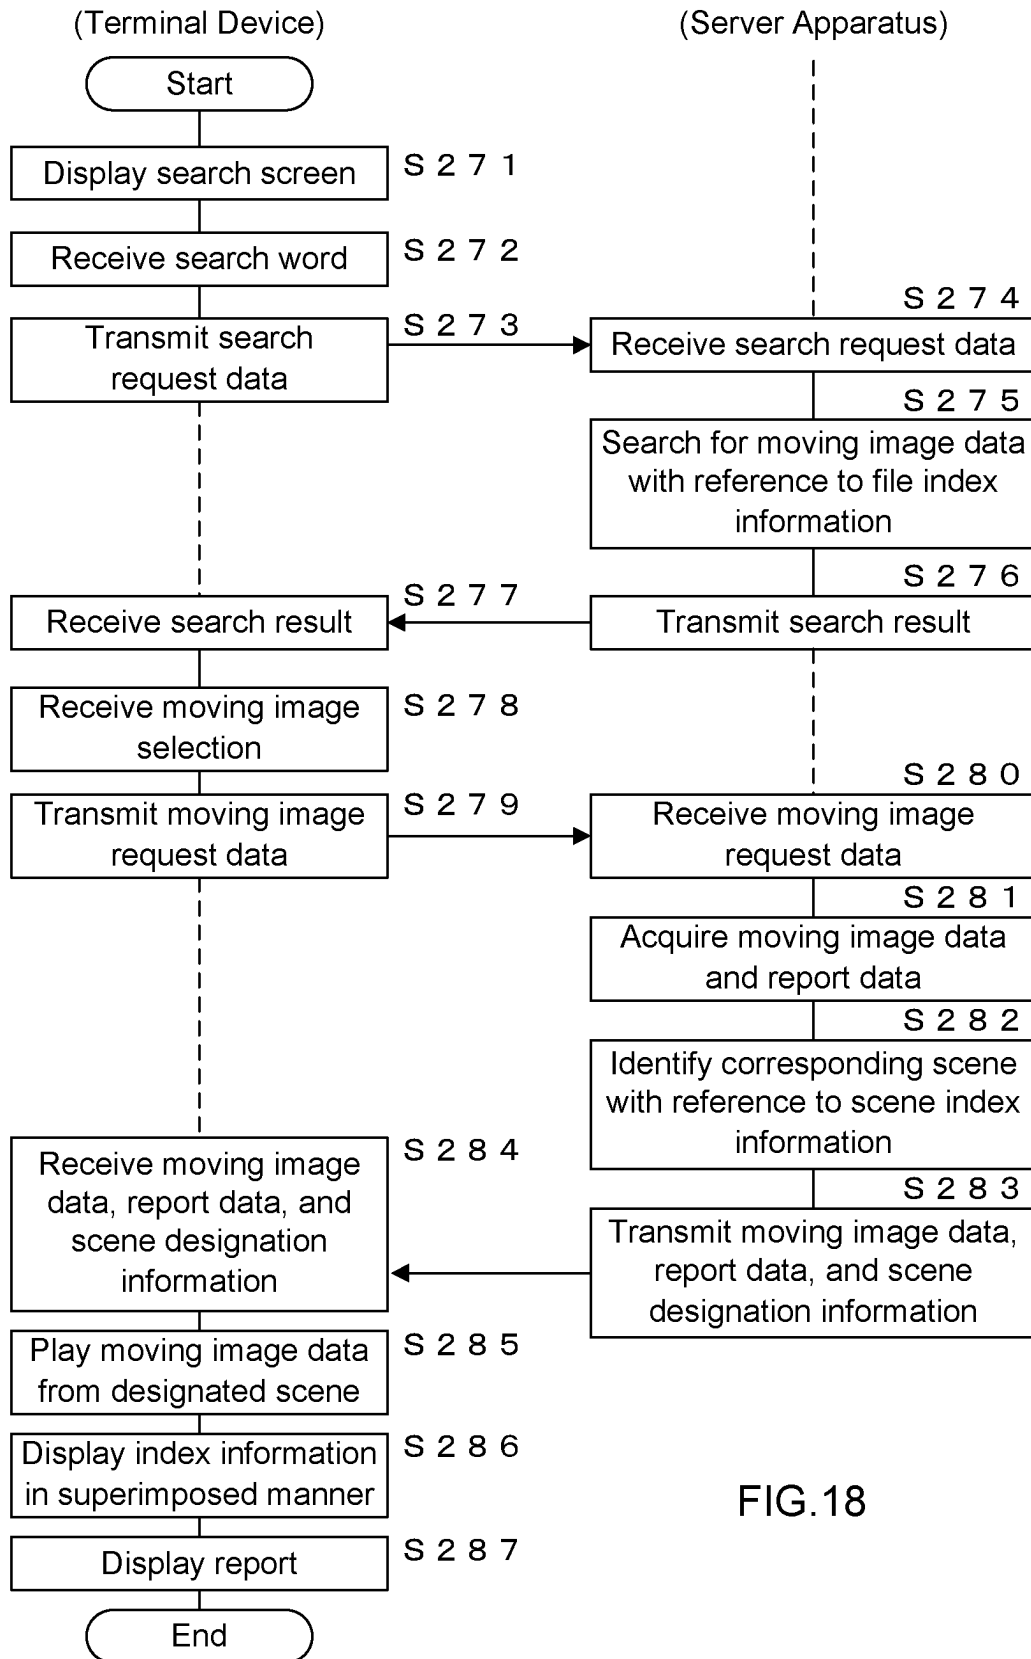 (Terminal Device)
(Server Apparatus)
Start
Display search screen
S271
Receive search word
S272
Transmit search
request data
S273
S274
Receive search request data
S275
Search for moving image data
with reference to file index
information
S276
Transmit search result
S277
Receive search result
Receive moving image
selection
S278
Transmit moving image
request data
S279
S280
Receive moving image
request data
S281
Acquire moving image data
and report data
S282
Identify corresponding scene
with reference to scene index
information
S283
Transmit moving image data,
report data, and scene
designation information
S284
Receive moving image
data, report data, and
scene designation
information
Play moving image data
from designated scene
S285
Display index information
in superimposed manner
S286
Display report
S287
End
FIG.18